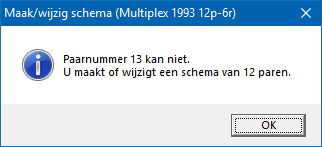 Maak/wijzig schema (Multiplex 1993 12p-6r)
Paarnummer 13 kan niet.
U maakt of wijzigt een schema van 12 paren.
OK